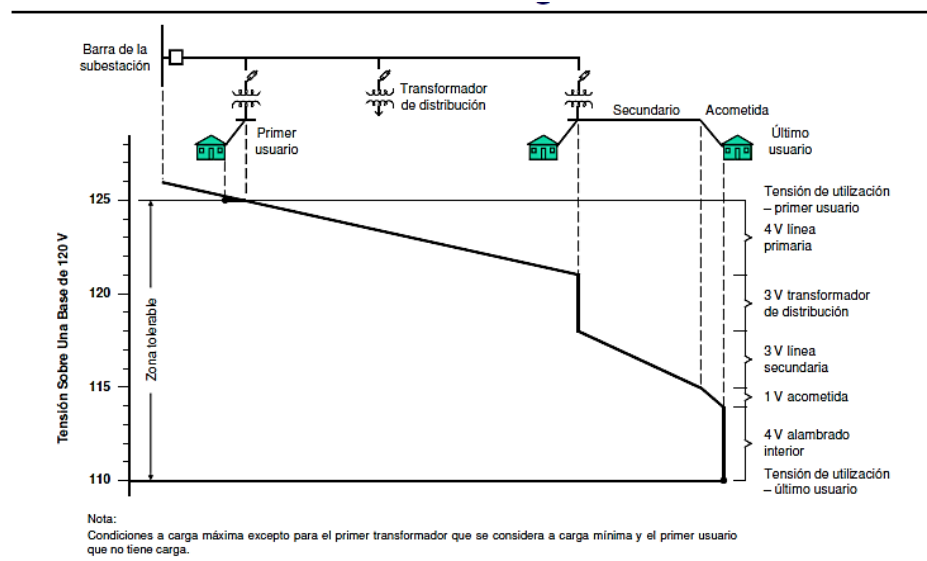 Barra de la
subestación
Transformador
de distribución
Secundario
Acometida
Primer
usuario
Último
usuario
Tensión Sobre Una Base de 120 V
125
120
115
110
Zona tolerable
Tensión de utilización
– primer usuario
4 V línea
primaria
3 V transformador
de distribución
3 V línea
secundaria
1 V acometida
4 V alambrado
interior
Tensión de utilización
– último usuario
Nota:
Condiciones a carga máxima excepto para el primer transformador que se considera a carga mínima y el primer usuario
que no tiene carga.